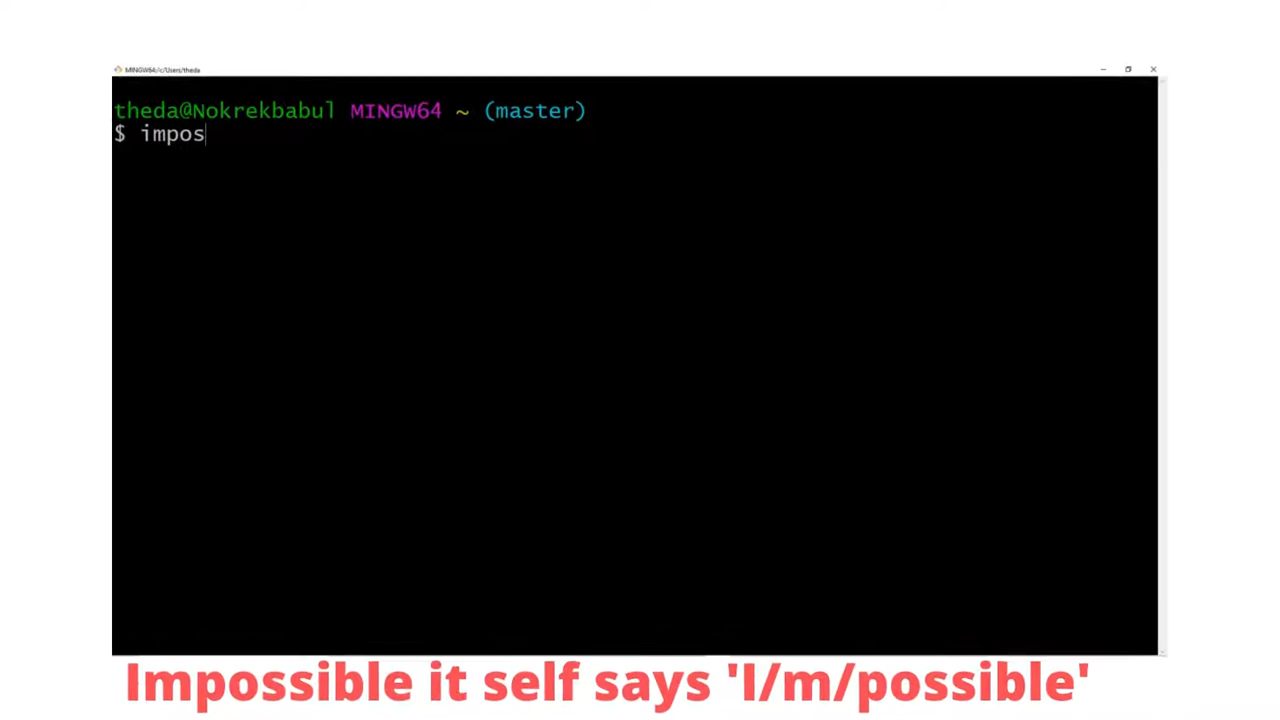 MINGW64:/c/Users/theda
theda@Nokrekbabul MINGW64 ~ (master)
$ impos
Impossible it self says 'I/m/possible'